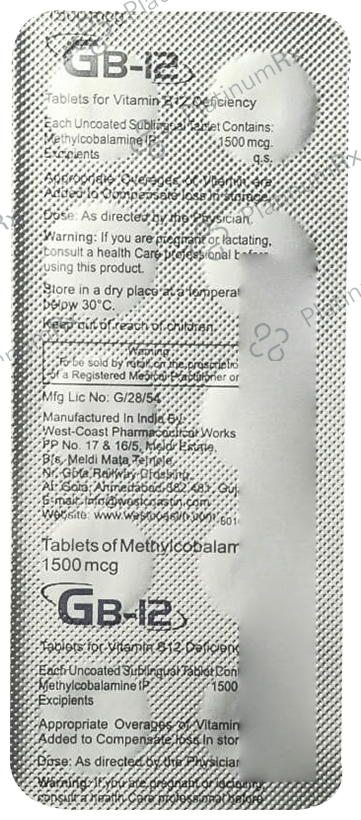 GB-12
Tablets for Vitamin B12 Deficiency
Each Uncoated Sublingual Tablet Contains:
Methylcobalamine IP 1500 mcg.
Excipients q.s.
Appropriate Overages of Vitamin are
Added to Compensate loss in storage
Dose: As directed by the Physician
Warning: If you are pregnant or lactating,
consult a health Care professional before
using this product.
Store in a dry place at a temperat
below 30°C.
Keep out of reach of children.
Warning
To be sold by retail on the prescriptio
of a Registered Medical Practitioner or
Mfg Lic No: G/28/54
Manufactured In India By:
West-Coast Pharmaceutical Works
PP No. 17 & 16/5, Meldi Estate,
B/s, Meldi Mata Temple,
Nr. Gota Railway Crossing,
At: Gota, Ahmedabad-382 481, Guj
E-mail: info@westcoastin.com
Website: www.westcoastin.com
Tablets of Methylcobalam
1500 mcg
GB-12
Tablets for Vitamin B12 Deficienc
Each Uncoated Sublingual Tablet Con
Methylcobalamine IP 1500
Excipients
Appropriate Overages of Vitamin
Added to Compensate loss in stor
Dose: As directed by the Physician
Warning: If you are pregnant or lactating,
consult a health Care professional before
PlatinumRx